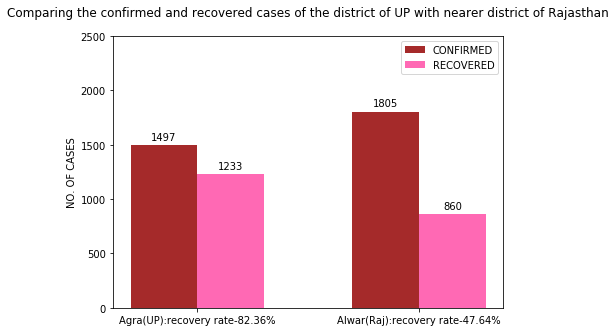 Comparing the confirmed and recovered cases of the district of UP with nearer district of Rajasthan
2500
2000
1500
1000
500
0
NO. OF CASES
CONFIRMED
RECOVERED
1497
1233
1805
860
Agra(UP):recovery rate-82.36%
Alwar(Raj):recovery rate-47.64%